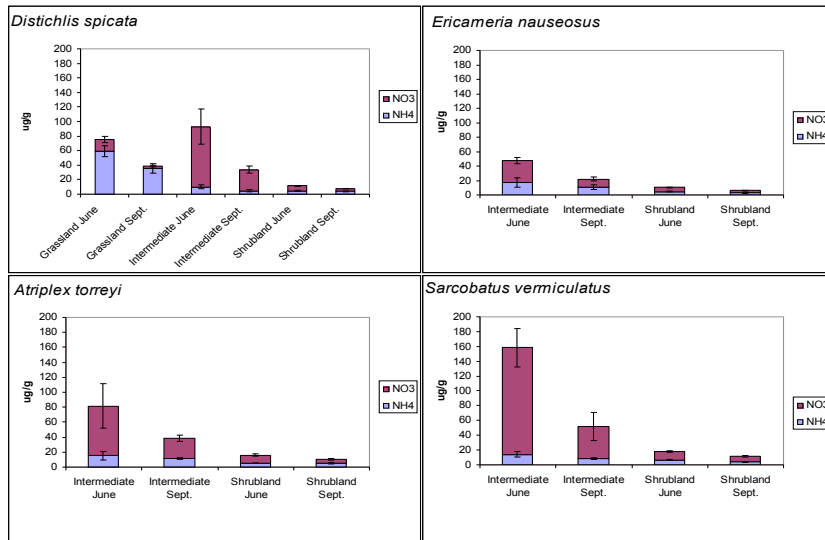 Distichlis spicata
200
180
160
140
120
100
80
60
40
20
0
ug/g
Grassland June
Grassland Sept.
Intermediate June
Intermediate Sept.
Shrubland June
Shrubland Sept.
NO3
NH4
Ericameria nauseosus
200
180
160
140
120
100
80
60
40
20
0
ug/g
Intermediate
June
Intermediate
Sept.
Shrubland
June
Shrubland
Sept.
NO3
NH4
Atriplex torreyi
200
180
160
140
120
100
80
60
40
20
0
ug/g
Intermediate
June
Intermediate
Sept.
Shrubland
June
Shrubland
Sept.
NO3
NH4
Sarcobatus vermiculatus
200
180
160
140
120
100
80
60
40
20
0
ug/g
Intermediate
June
Intermediate
Sept.
Shrubland
June
Shrubland
Sept.
NO3
NH4